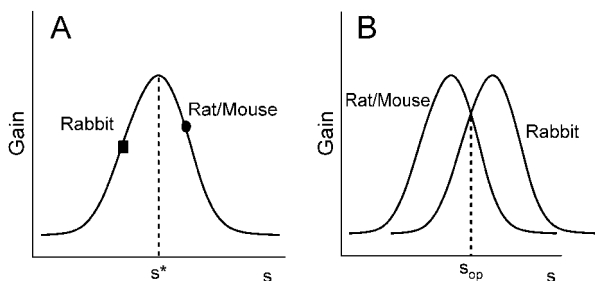 A
Gain
Rabbit
Rat/Mouse
s*
s
B
Gain
Rat/Mouse
Rabbit
sop
s